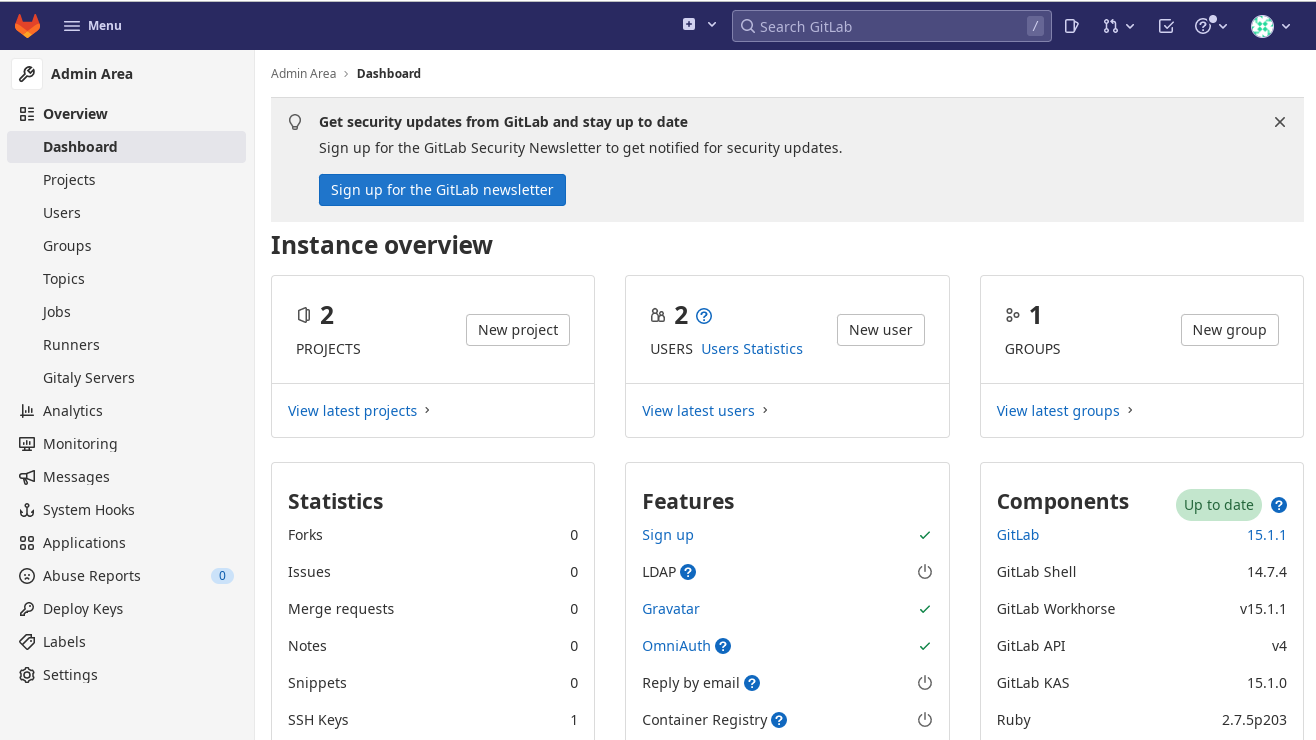 Menu
Search GitLab
/
Admin Area
Overview
Dashboard
Projects
Users
Groups
Topics
Jobs
Runners
Gitaly Servers
Analytics
Monitoring
Messages
System Hooks
Applications
Abuse Reports 0
Deploy Keys
Labels
Settings
Admin Area › Dashboard
Get security updates from GitLab and stay up to date
Sign up for the GitLab Security Newsletter to get notified for security updates.
Sign up for the GitLab newsletter
Instance overview
2
PROJECTS
New project
View latest projects
2
USERS Users Statistics
New user
View latest users
1
GROUPS
New group
View latest groups
Statistics
Forks 0
Issues 0
Merge requests 0
Notes 0
Snippets 0
SSH Keys 1
Features
Sign up
LDAP
Gravatar
OmniAuth
Reply by email
Container Registry
Components Up to date
GitLab 15.1.1
GitLab Shell 14.7.4
GitLab Workhorse v15.1.1
GitLab API v4
GitLab KAS 15.1.0
Ruby 2.7.5p203